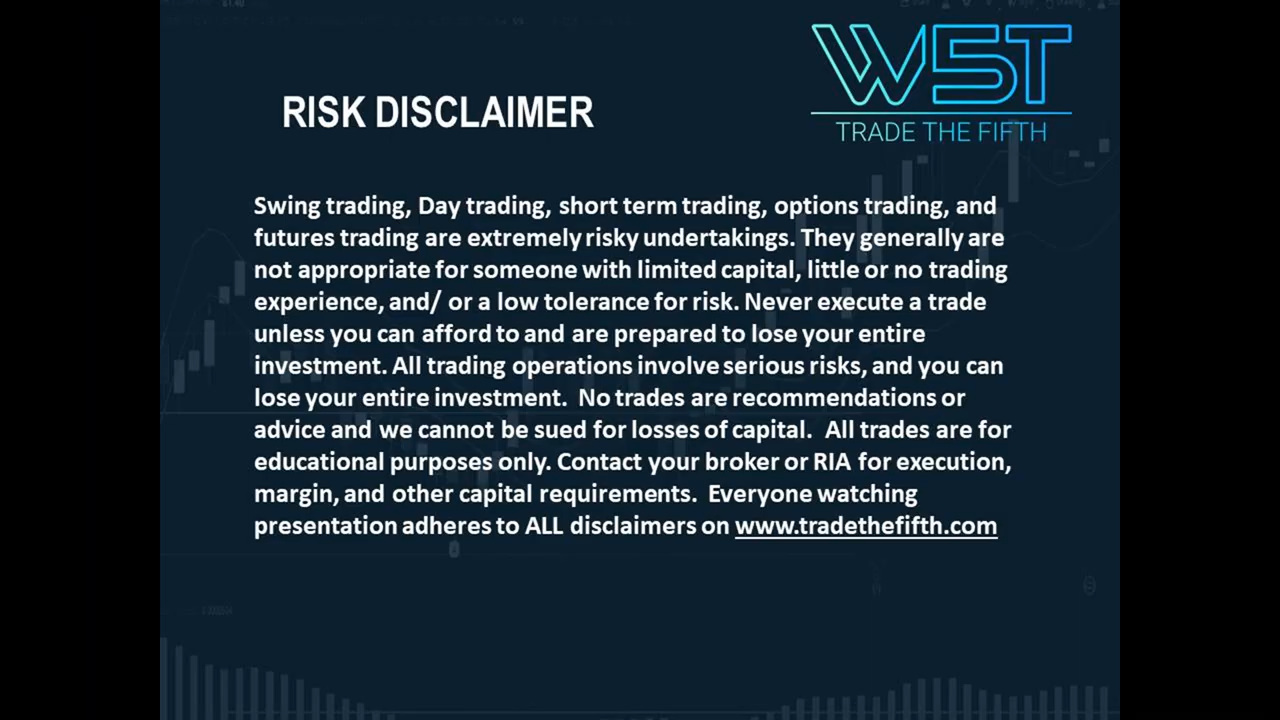 W5T
TRADE THE FIFTH
RISK DISCLAIMER
Swing trading, Day trading, short term trading, options trading, and
futures trading are extremely risky undertakings. They generally are
not appropriate for someone with limited capital, little or no trading
experience, and/ or a low tolerance for risk. Never execute a trade
unless you can afford to and are prepared to lose your entire
investment. All trading operations involve serious risks, and you can
lose your entire investment.  No trades are recommendations or
advice and we cannot be sued for losses of capital.  All trades are for
educational purposes only. Contact your broker or RIA for execution,
margin, and other capital requirements.  Everyone watching
presentation adheres to ALL disclaimers on www.tradethefifth.com